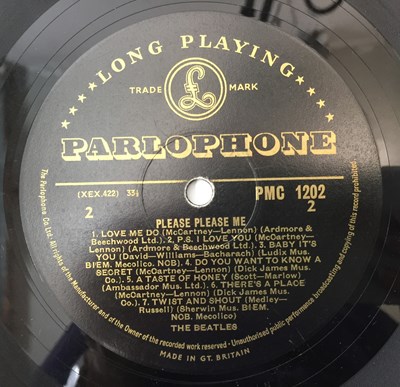 LONG PLAYING
TRADE MARK
£
PARLOPHONE
(XEX.422) 33⅓
PMC 1202
2
2
PLEASE PLEASE ME
1. LOVE ME DO (McCartney—Lennon) (Ardmore &
Beechwood Ltd.). 2. P.S. I LOVE YOU (McCartney—
Lennon) (Ardmore & Beechwood Ltd.) 3. BABY IT'S
YOU (David—Williams—Bacharach) (Ludix Mus.
BIEM. Mecolico, NOB.) 4. DO YOU WANT TO KNOW A
SECRET (McCartney—Lennon) (Dick James Mus.
Co.) 5. A TASTE OF HONEY (Scott—Marlow)
(Ambassador Mus. Ltd.) 6. THERE'S A PLACE
(McCartney—Lennon) (Dick James Mus.
Co.) 7. TWIST AND SHOUT (Medley—
Russell) (Sherwin Mus. BIEM.
NOB. Mecolico)
THE BEATLES
MADE IN GT. BRITAIN
The Parlophone Co. Ltd. All rights of the Manufacturer and of the Owner of the recorded work reserved. Unauthorised public performance broadcasting and copying of this record prohibited.